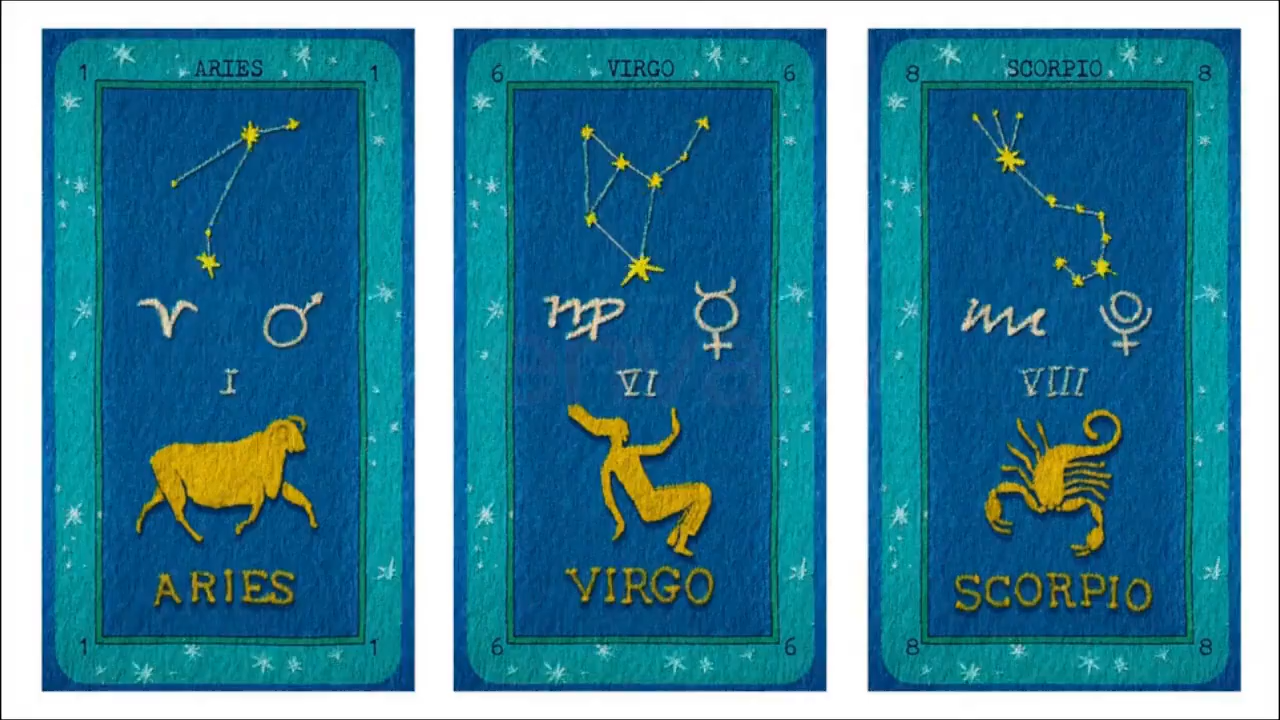 1 ARIES 1
I
ARIES
1 1
6 VIRGO 6
VI
VIRGO
6 6
8 SCORPIO 8
VIII
SCORPIO
8 8